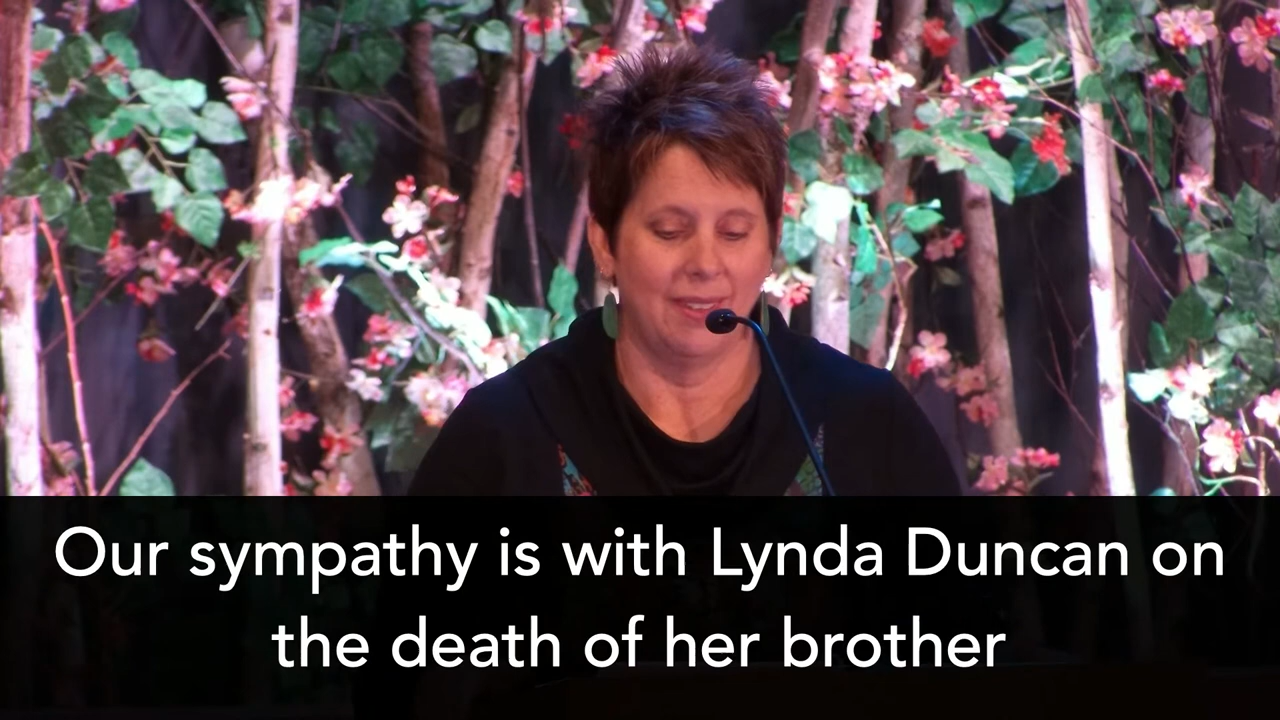 Our sympathy is with Lynda Duncan on
the death of her brother